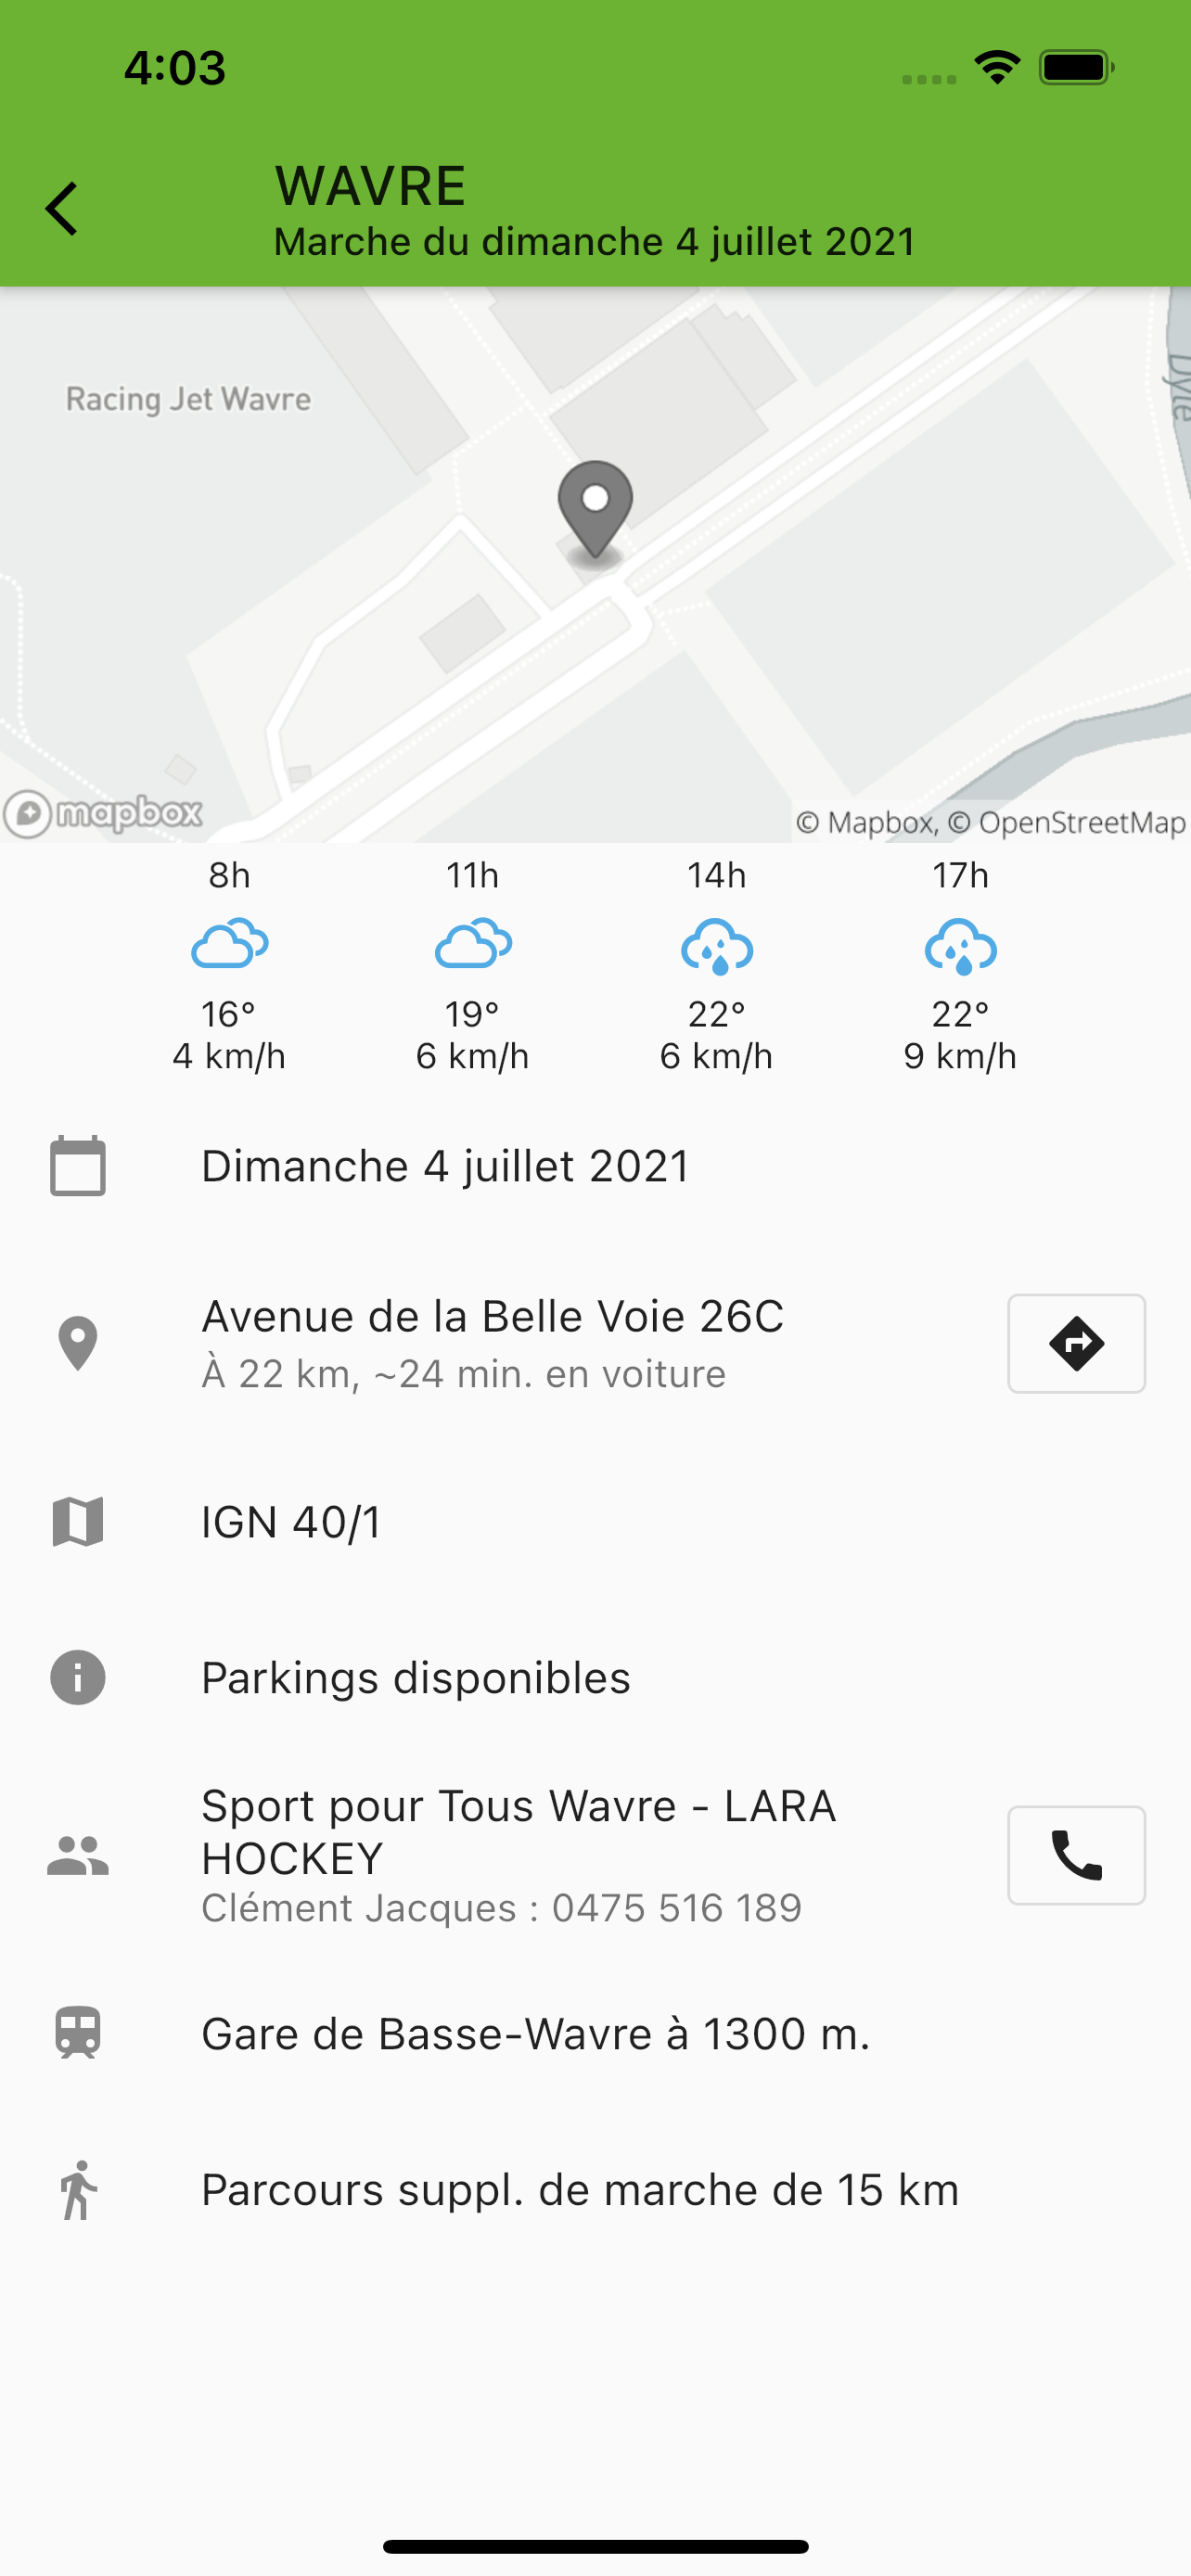 4:03
WAVRE
Marche du dimanche 4 juillet 2021
Racing Jet Wavre
Dyle
mapbox
© Mapbox, © OpenStreetMap
8h 11h 14h 17h
16° 19° 22° 22°
4 km/h 6 km/h 6 km/h 9 km/h
Dimanche 4 juillet 2021
Avenue de la Belle Voie 26C
À 22 km, ~24 min. en voiture
IGN 40/1
Parkings disponibles
Sport pour Tous Wavre - LARA
HOCKEY
Clément Jacques : 0475 516 189
Gare de Basse-Wavre à 1300 m.
Parcours suppl. de marche de 15 km